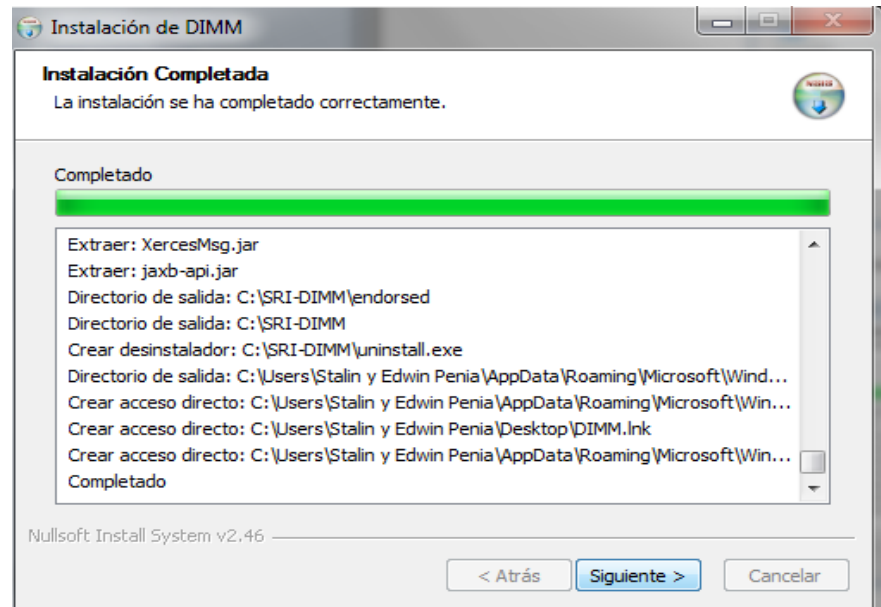 Instalación de DIMM
Instalación Completada
La instalación se ha completado correctamente.
Completado
Extraer: XercesMsg.jar
Extraer: jaxb-api.jar
Directorio de salida: C:\SRI-DIMM\endorsed
Directorio de salida: C:\SRI-DIMM
Crear desinstalador: C:\SRI-DIMM\uninstall.exe
Directorio de salida: C:\Users\Stalin y Edwin Penia\AppData\Roaming\Microsoft\Wind...
Crear acceso directo: C:\Users\Stalin y Edwin Penia\AppData\Roaming\Microsoft\Win...
Crear acceso directo: C:\Users\Stalin y Edwin Penia\Desktop\DIMM.lnk
Crear acceso directo: C:\Users\Stalin y Edwin Penia\AppData\Roaming\Microsoft\Win...
Completado
Nullsoft Install System v2.46
< Atrás Siguiente > Cancelar